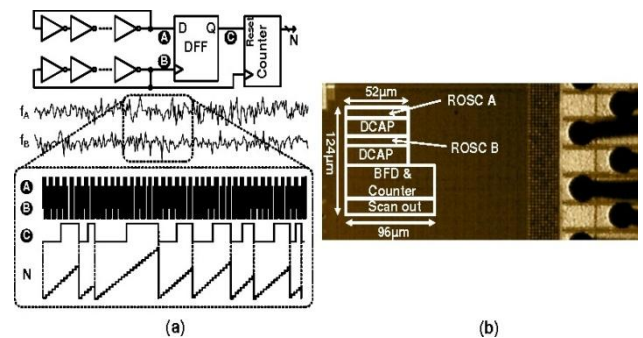 A
B
D
Q
DFF
C
Reset
Counter
N
fA
fB
A
B
C
N
(a)
52µm
124µm
ROSC A
DCAP
ROSC B
DCAP
BFD &
Counter
Scan out
96µm
(b)